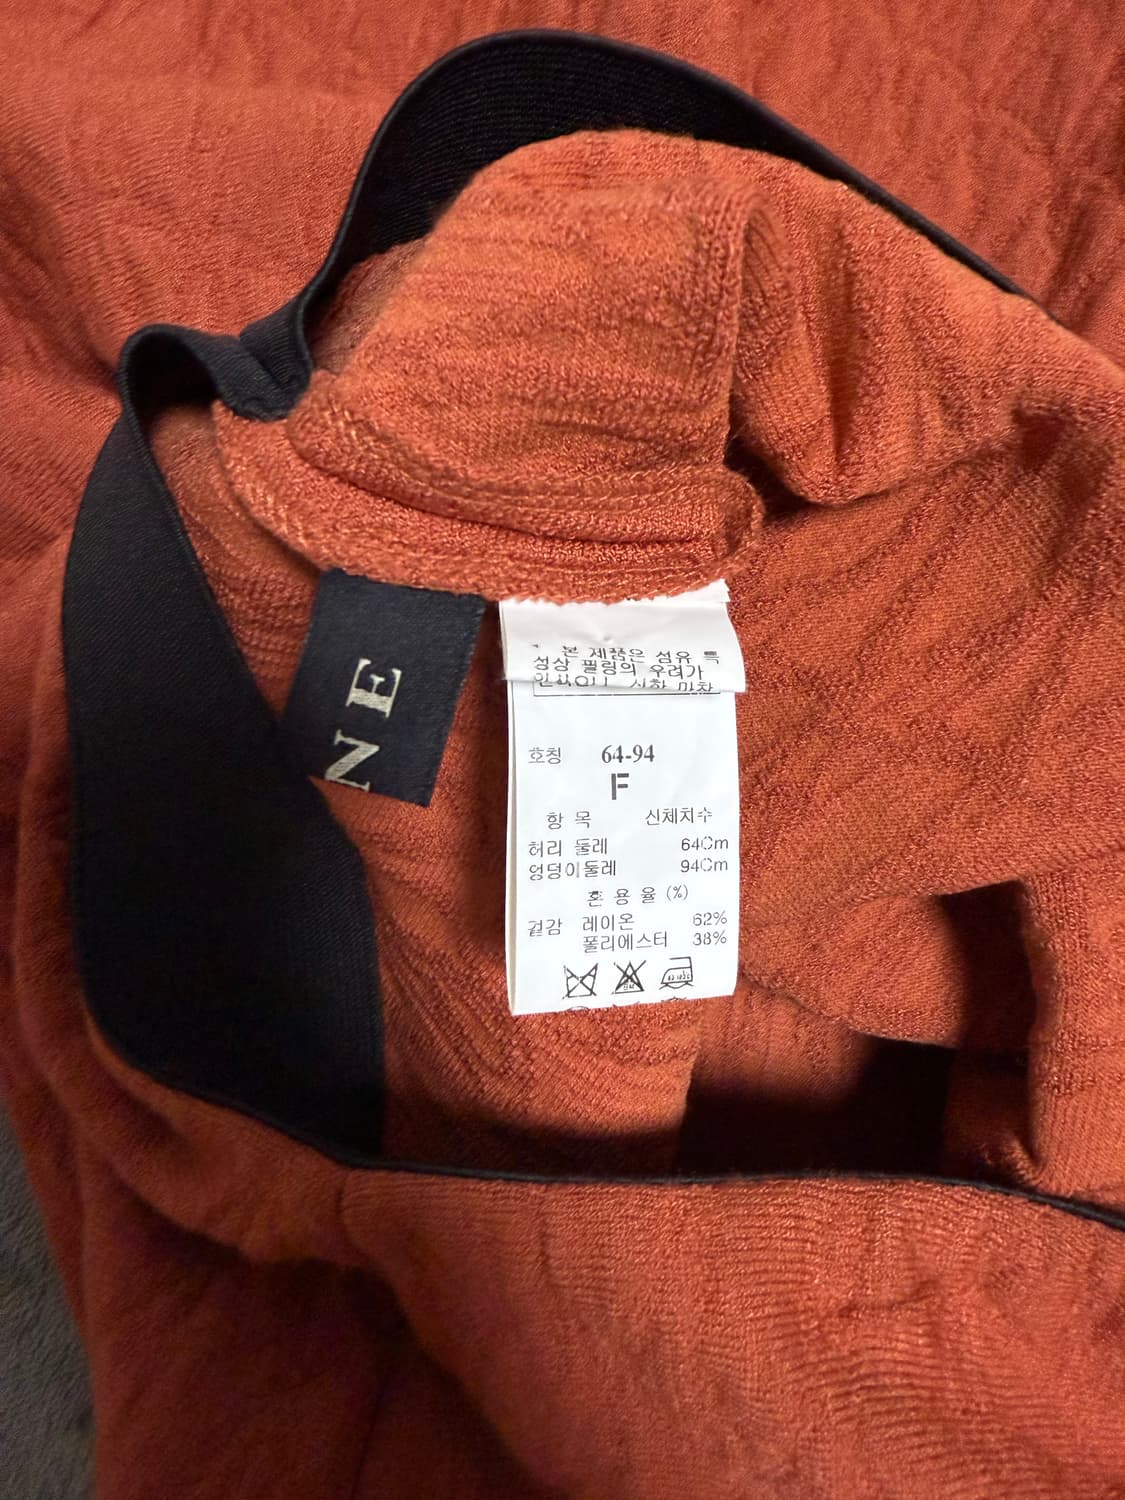 NE
본 제품은 섬유 특
성상 필링의 우려가
호칭 64-94
F
항 목 신체치수
허리 둘레 64Cm
엉덩이둘레 94Cm
혼 용 율 (%)
겉감 레이온 62%
폴리에스터 38%